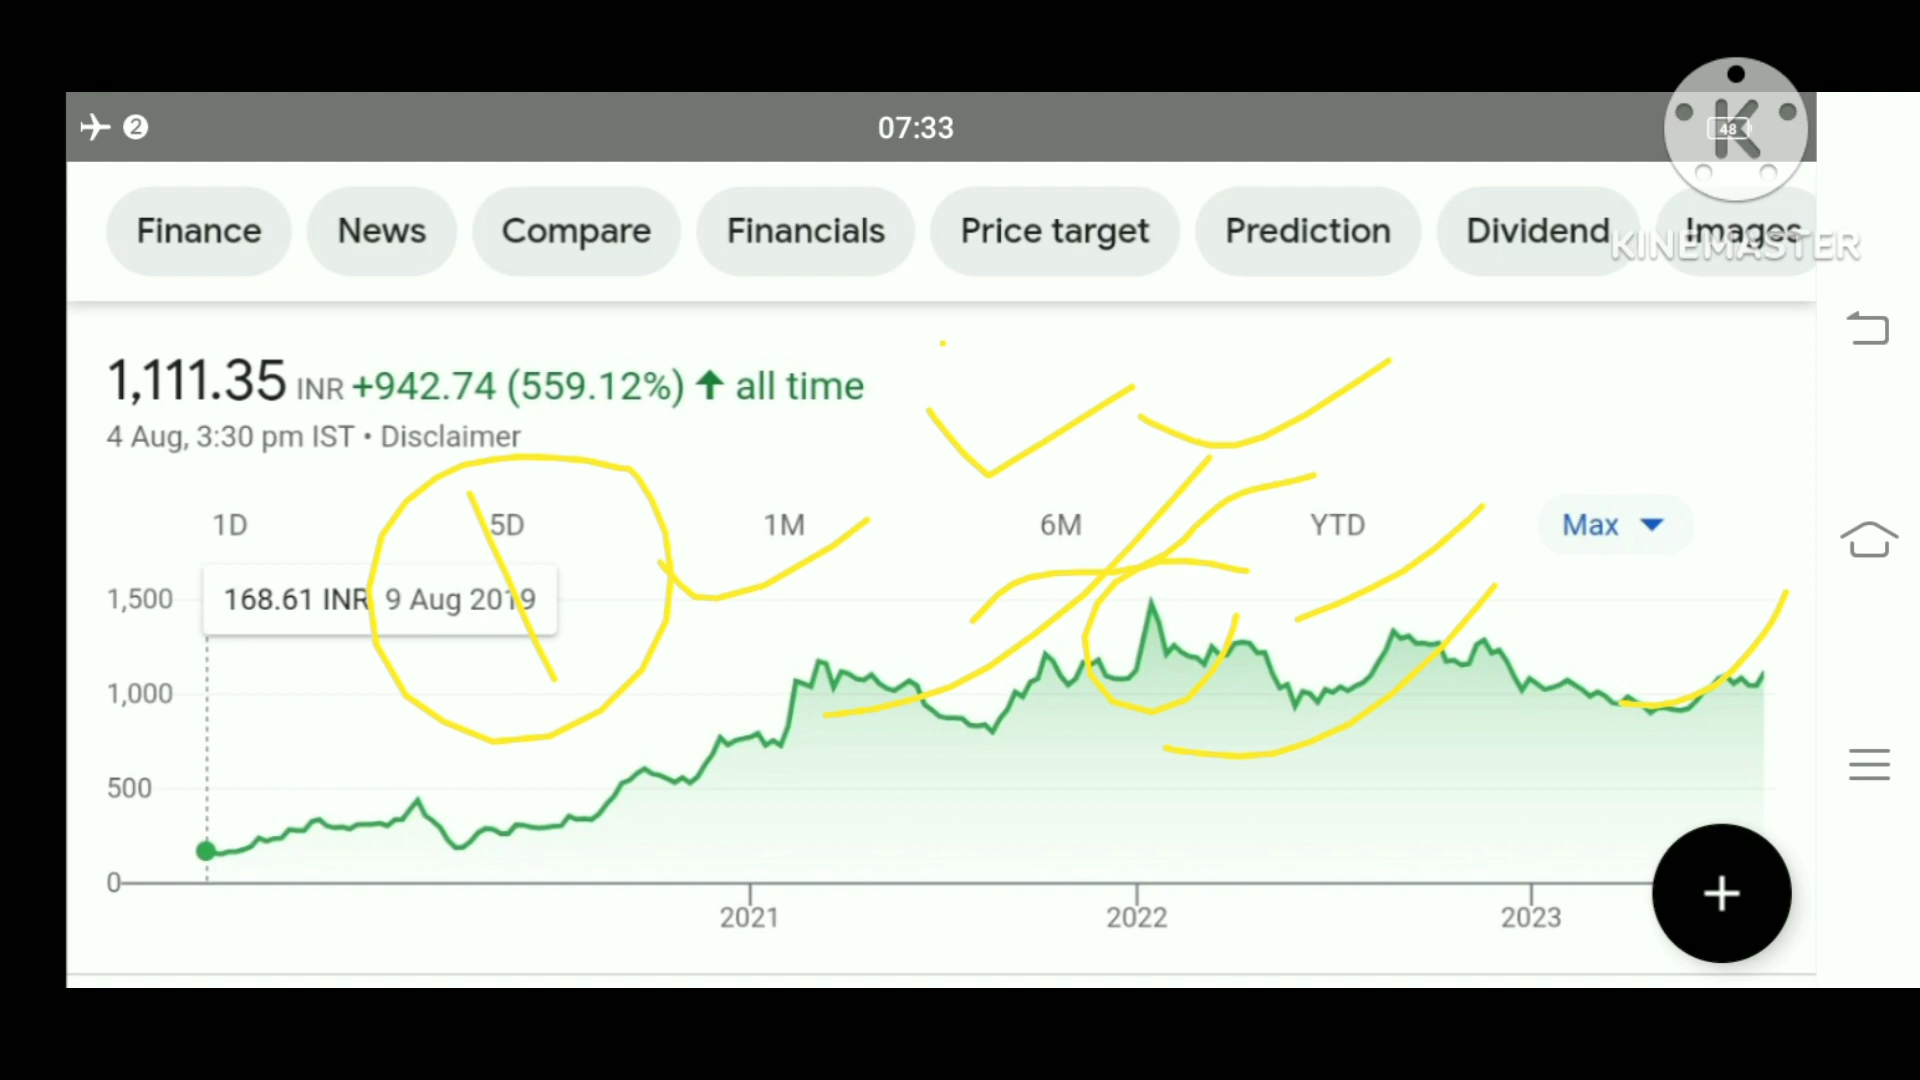 07:33
48
KINEMASTER
Finance News Compare Financials Price target Prediction Dividend Images
1,111.35 INR +942.74 (559.12%) ↑ all time
4 Aug, 3:30 pm IST • Disclaimer
1D 5D 1M 6M YTD Max
168.61 INR 9 Aug 2019
1,500
1,000
500
0
2021 2022 2023